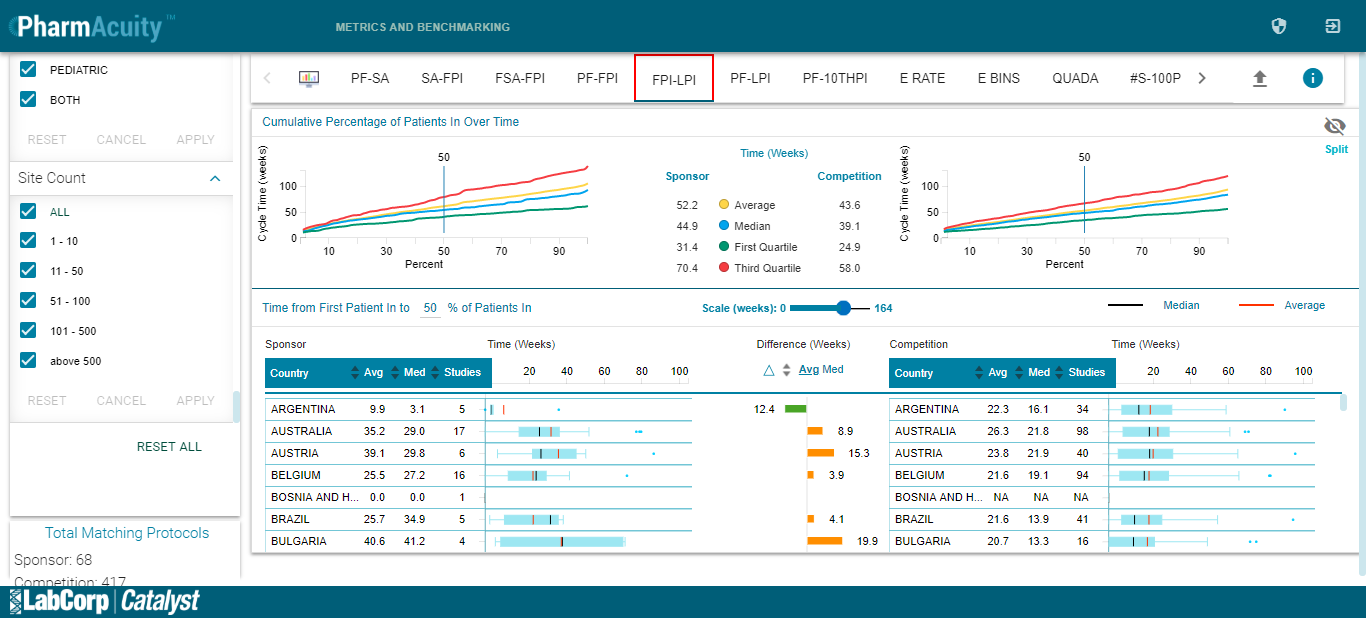 PharmAcuity™
METRICS AND BENCHMARKING
PEDIATRIC
BOTH
RESET CANCEL APPLY
Site Count
ALL
1 - 10
11 - 50
51 - 100
101 - 500
above 500
RESET CANCEL APPLY
RESET ALL
Total Matching Protocols
Sponsor: 68
Competition: 417
PF-SA SA-FPI FSA-FPI PF-FPI FPI-LPI PF-LPI PF-10THPI E RATE E BINS QUADA #S-100P
Cumulative Percentage of Patients In Over Time
Split
Cycle Time (weeks)
50
100
50
0
10 30 50 70 90
Percent
Time (Weeks)
Sponsor Competition
52.2 Average 43.6
44.9 Median 39.1
31.4 First Quartile 24.9
70.4 Third Quartile 58.0
Cycle Time (weeks)
50
100
50
0
10 30 50 70 90
Percent
Time from First Patient In to 50 % of Patients In
Scale (weeks): 0 164
Median Average
Sponsor Time (Weeks) Difference (Weeks) Competition Time (Weeks)
Country Avg Med Studies 20 40 60 80 100 △ Avg Med Country Avg Med Studies 20 40 60 80 100
ARGENTINA 9.9 3.1 5 12.4 ARGENTINA 22.3 16.1 34
AUSTRALIA 35.2 29.0 17 8.9 AUSTRALIA 26.3 21.8 98
AUSTRIA 39.1 29.8 6 15.3 AUSTRIA 23.8 21.9 40
BELGIUM 25.5 27.2 16 3.9 BELGIUM 21.6 19.1 94
BOSNIA AND H... 0.0 0.0 1 BOSNIA AND H... NA NA NA
BRAZIL 25.7 34.9 5 4.1 BRAZIL 21.6 13.9 41
BULGARIA 40.6 41.2 4 19.9 BULGARIA 20.7 13.3 16
LabCorp | Catalyst